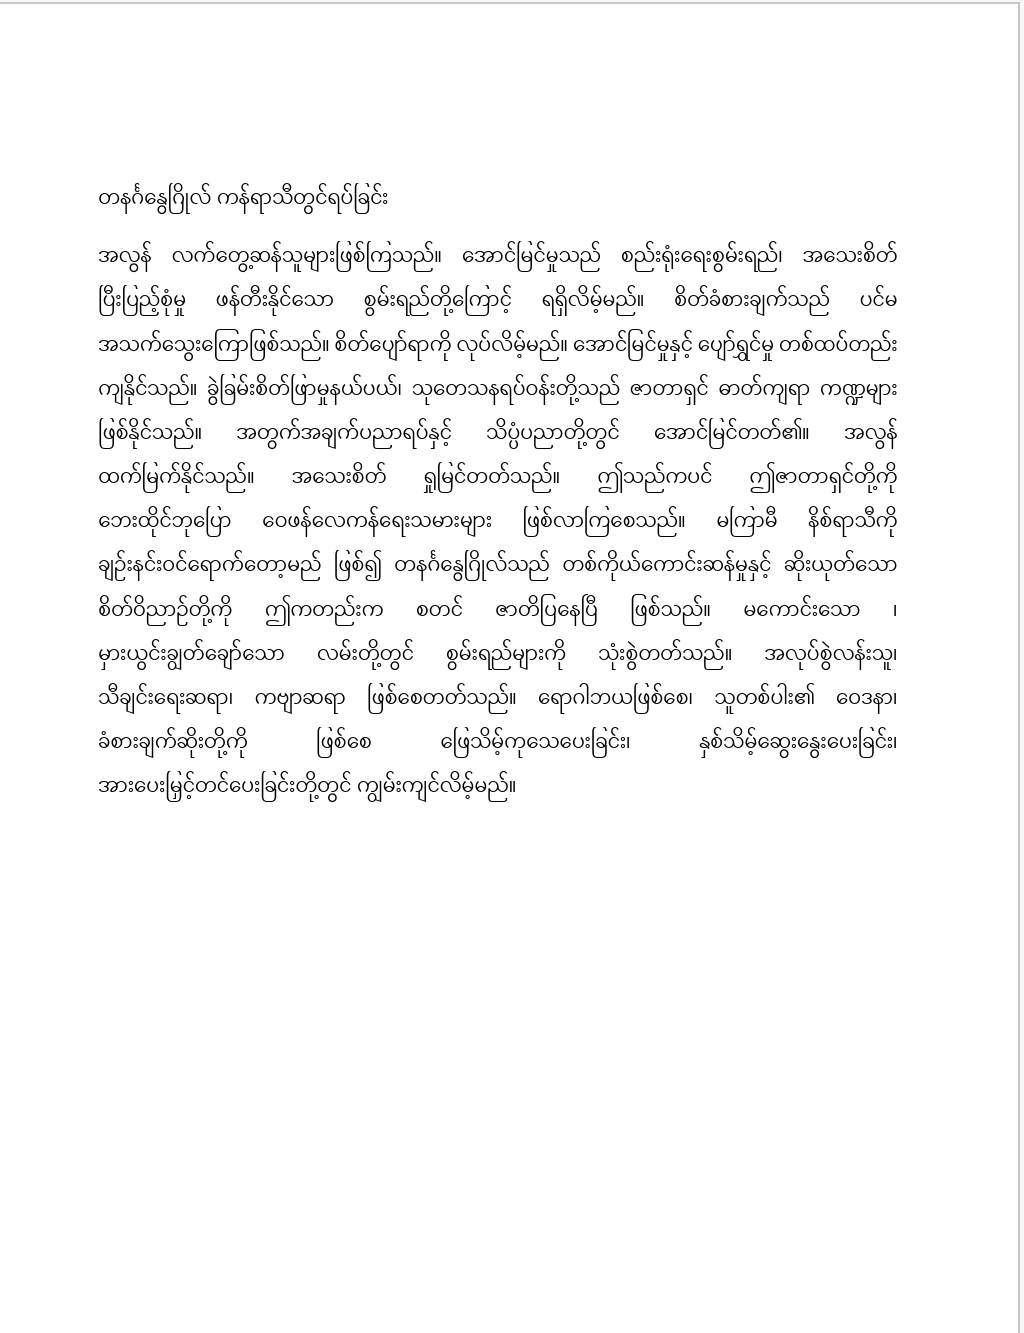 တနင်္ဂနွေဂြိုလ် ကန်ရာသီတွင်ရပ်ခြင်း
အလွန် လက်တွေ့ဆန်သူများဖြစ်ကြသည်။ အောင်မြင်မှုသည် စည်းရုံးရေးစွမ်းရည်၊ အသေးစိတ်
ပြီးပြည့်စုံမှု ဖန်တီးနိုင်သော စွမ်းရည်တို့ကြောင့် ရရှိလိမ့်မည်။ စိတ်ခံစားချက်သည် ပင်မ
အသက်သွေးကြောဖြစ်သည်။ စိတ်ပျော်ရာကို လုပ်လိမ့်မည်။ အောင်မြင်မှုနှင့် ပျော်ရွှင်မှု တစ်ထပ်တည်း
ကျနိုင်သည်။ ခွဲခြမ်းစိတ်ဖြာမှုနယ်ပယ်၊ သုတေသနရပ်ဝန်းတို့သည် ဇာတာရှင် ဓာတ်ကျရာ ကဏ္ဍများ
ဖြစ်နိုင်သည်။ အတွက်အချက်ပညာရပ်နှင့် သိပ္ပံပညာတို့တွင် အောင်မြင်တတ်၏။ အလွန်
ထက်မြက်နိုင်သည်။ အသေးစိတ် ရှုမြင်တတ်သည်။ ဤသည်ကပင် ဤဇာတာရှင်တို့ကို
ဘေးထိုင်ဘုပြော ဝေဖန်လေကန်ရေးသမားများ ဖြစ်လာကြစေသည်။ မကြာမီ နိစ်ရာသီကို
ချဉ်းနင်းဝင်ရောက်တော့မည် ဖြစ်၍ တနင်္ဂနွေဂြိုလ်သည် တစ်ကိုယ်ကောင်းဆန်မှုနှင့် ဆိုးယုတ်သော
စိတ်ဝိညာဉ်တို့ကို ဤကတည်းက စတင် ဇာတိပြနေပြီ ဖြစ်သည်။ မကောင်းသော ၊
မှားယွင်းချွတ်ချော်သော လမ်းတို့တွင် စွမ်းရည်များကို သုံးစွဲတတ်သည်။ အလုပ်စွဲလန်းသူ၊
သီချင်းရေးဆရာ၊ ကဗျာဆရာ ဖြစ်စေတတ်သည်။ ရောဂါဘယဖြစ်စေ၊ သူတစ်ပါး၏ ဝေဒနာ၊
ခံစားချက်ဆိုးတို့ကို ဖြစ်စေ ဖြေသိမ့်ကုသပေးခြင်း၊ နှစ်သိမ့်ဆွေးနွေးပေးခြင်း၊
အားပေးမြှင့်တင်ပေးခြင်းတို့တွင် ကျွမ်းကျင်လိမ့်မည်။